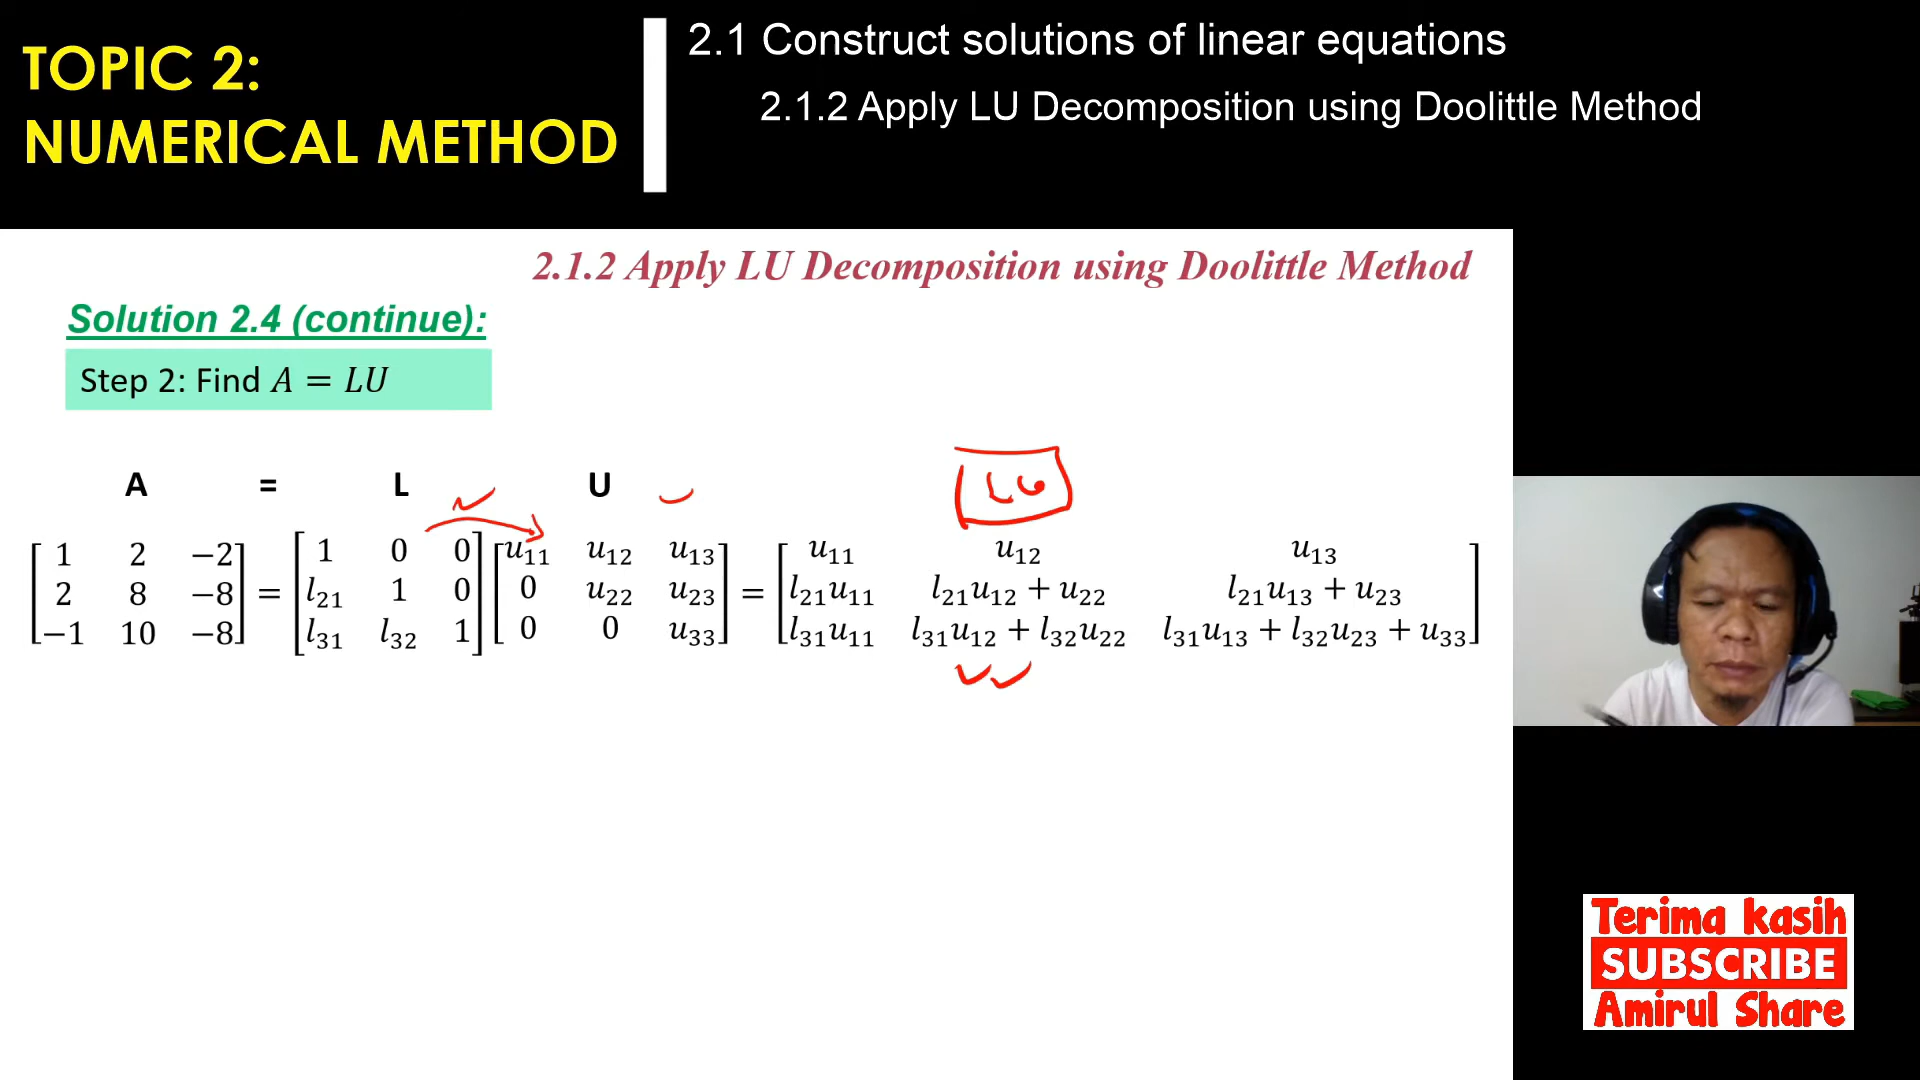 TOPIC 2:
NUMERICAL METHOD
2.1 Construct solutions of linear equations
2.1.2 Apply LU Decomposition using Doolittle Method
2.1.2 Apply LU Decomposition using Doolittle Method
Solution 2.4 (continue):
Step 2: Find A = LU
LU
A = L U
[1 2 −2; 2 8 −8; −1 10 −8] = [1 0 0; l₂₁ 1 0; l₃₁ l₃₂ 1] [u₁₁ u₁₂ u₁₃; 0 u₂₂ u₂₃; 0 0 u₃₃] = [u₁₁ u₁₂ u₁₃; l₂₁u₁₁ l₂₁u₁₂ + u₂₂ l₂₁u₁₃ + u₂₃; l₃₁u₁₁ l₃₁u₁₂ + l₃₂u₂₂ l₃₁u₁₃ + l₃₂u₂₃ + u₃₃]
Terima kasih
SUBSCRIBE
Amirul Share